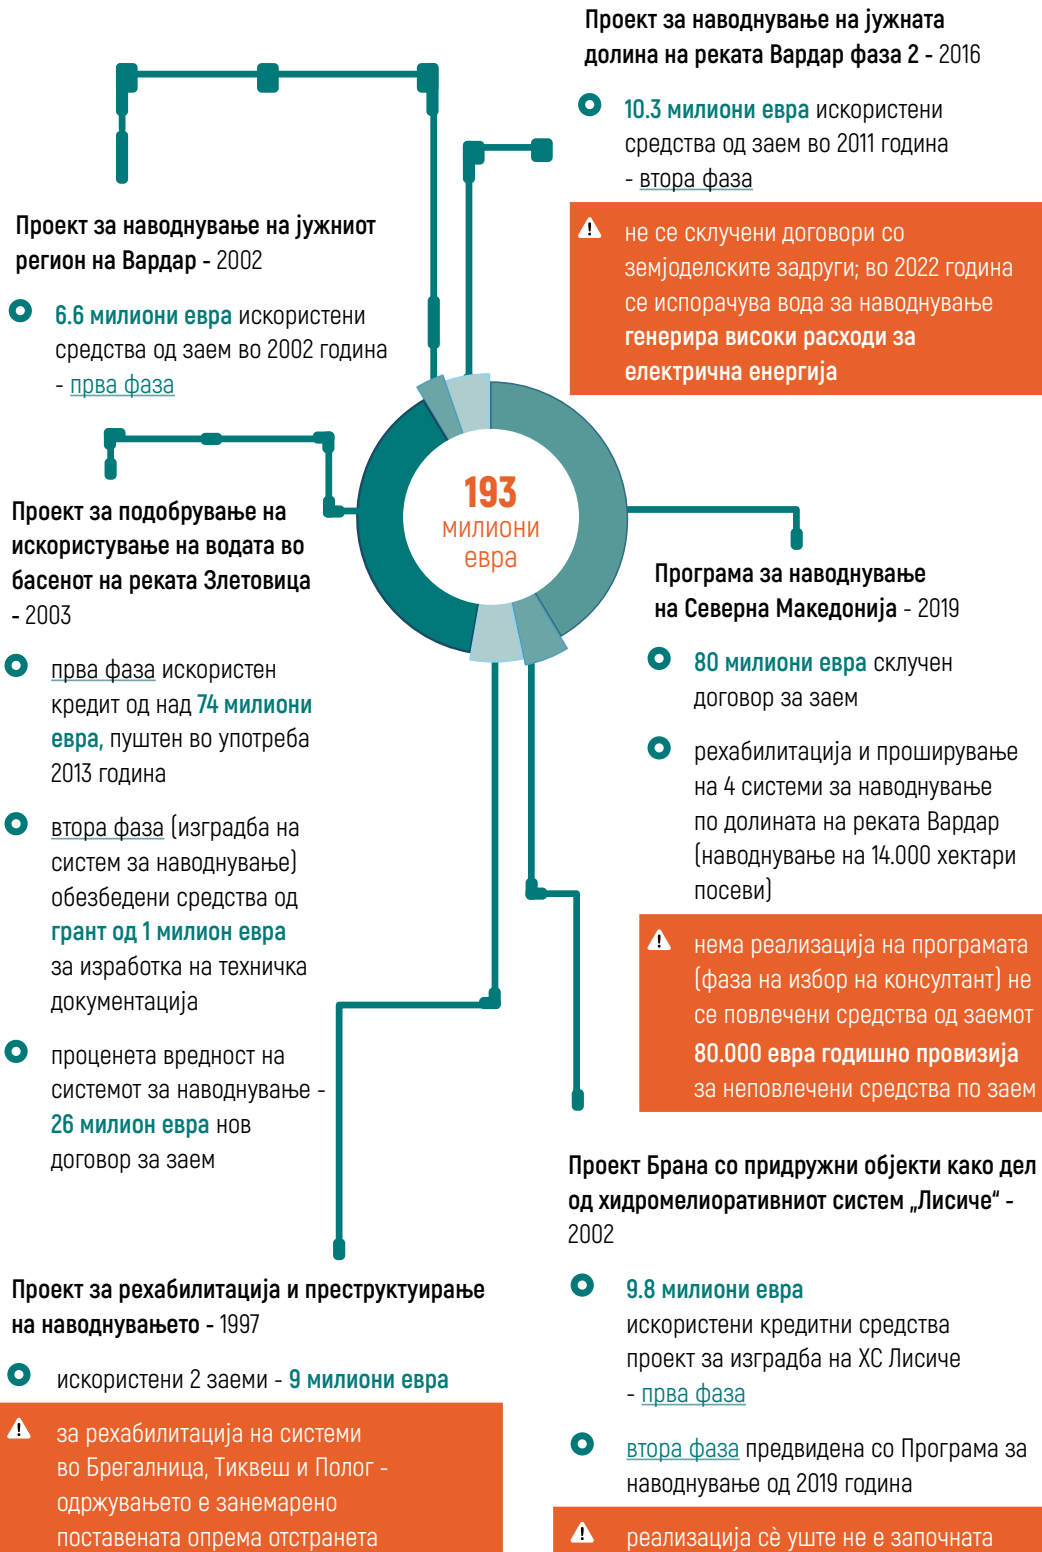 Проект за наводнување на јужната
долина на реката Вардар фаза 2 - 2016
10.3 милиони евра искористени
средства од заем во 2011 година
- втора фаза
не се склучени договори со
земјоделските задруги; во 2022 година
се испорачува вода за наводнување
генерира високи расходи за
електрична енергија
Проект за наводнување на јужниот
регион на Вардар - 2002
6.6 милиони евра искористени
средства од заем во 2002 година
- прва фаза
193
милиони
евра
Проект за подобрување на
искористување на водата во
басенот на реката Злетовица
- 2003
прва фаза искористен
кредит од над 74 милиони
евра, пуштен во употреба
2013 година
втора фаза (изградба на
систем за наводнување)
обезбедени средства од
грант од 1 милион евра
за изработка на техничка
документација
проценета вредност на
системот за наводнување -
26 милион евра нов
договор за заем
Програма за наводнување
на Северна Македонија - 2019
80 милиони евра склучен
договор за заем
рехабилитација и проширување
на 4 системи за наводнување
по долината на реката Вардар
(наводнување на 14.000 хектари
посеви)
нема реализација на програмата
(фаза на избор на консултант) не
се повлечени средства од заемот
80.000 евра годишно провизија
за неповлечени средства по заем
Проект за рехабилитација и преструктуирање
на наводнувањето - 1997
искористени 2 заеми - 9 милиони евра
за рехабилитација на системи
во Брегалница, Тиквеш и Полог -
одржувањето е занемарено
поставената опрема отстранета
Проект Брана со придружни објекти како дел
од хидромелиоративниот систем „Лисиче“ -
2002
9.8 милиони евра
искористени кредитни средства
проект за изградба на ХС Лисиче
- прва фаза
втора фаза предвидена со Програма за
наводнување од 2019 година
реализација сѐ уште не е започната